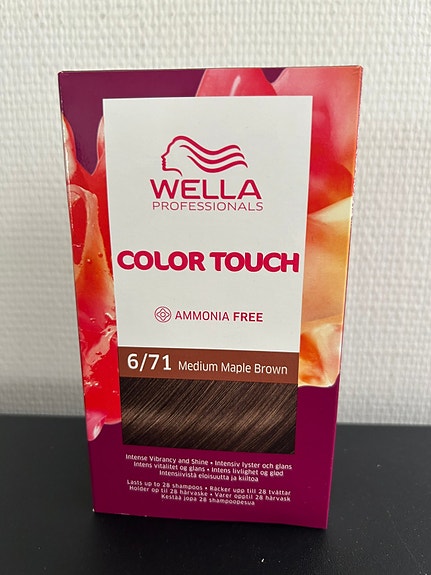 WELLA
PROFESSIONALS
COLOR TOUCH
AMMONIA FREE
6/71 Medium Maple Brown
Intense Vibrancy and Shine • Intensiv lyster och glans
Intens vitalitet og glans • Intens livlighet og glød
Intensiivistä eloisuutta ja kiiltoa
Lasts up to 28 shampoos • Räcker upp till 28 tvättar
Holder op til 28 hårvaske • Varer opptil 28 hårvask
Kestää jopa 28 shampoopesua